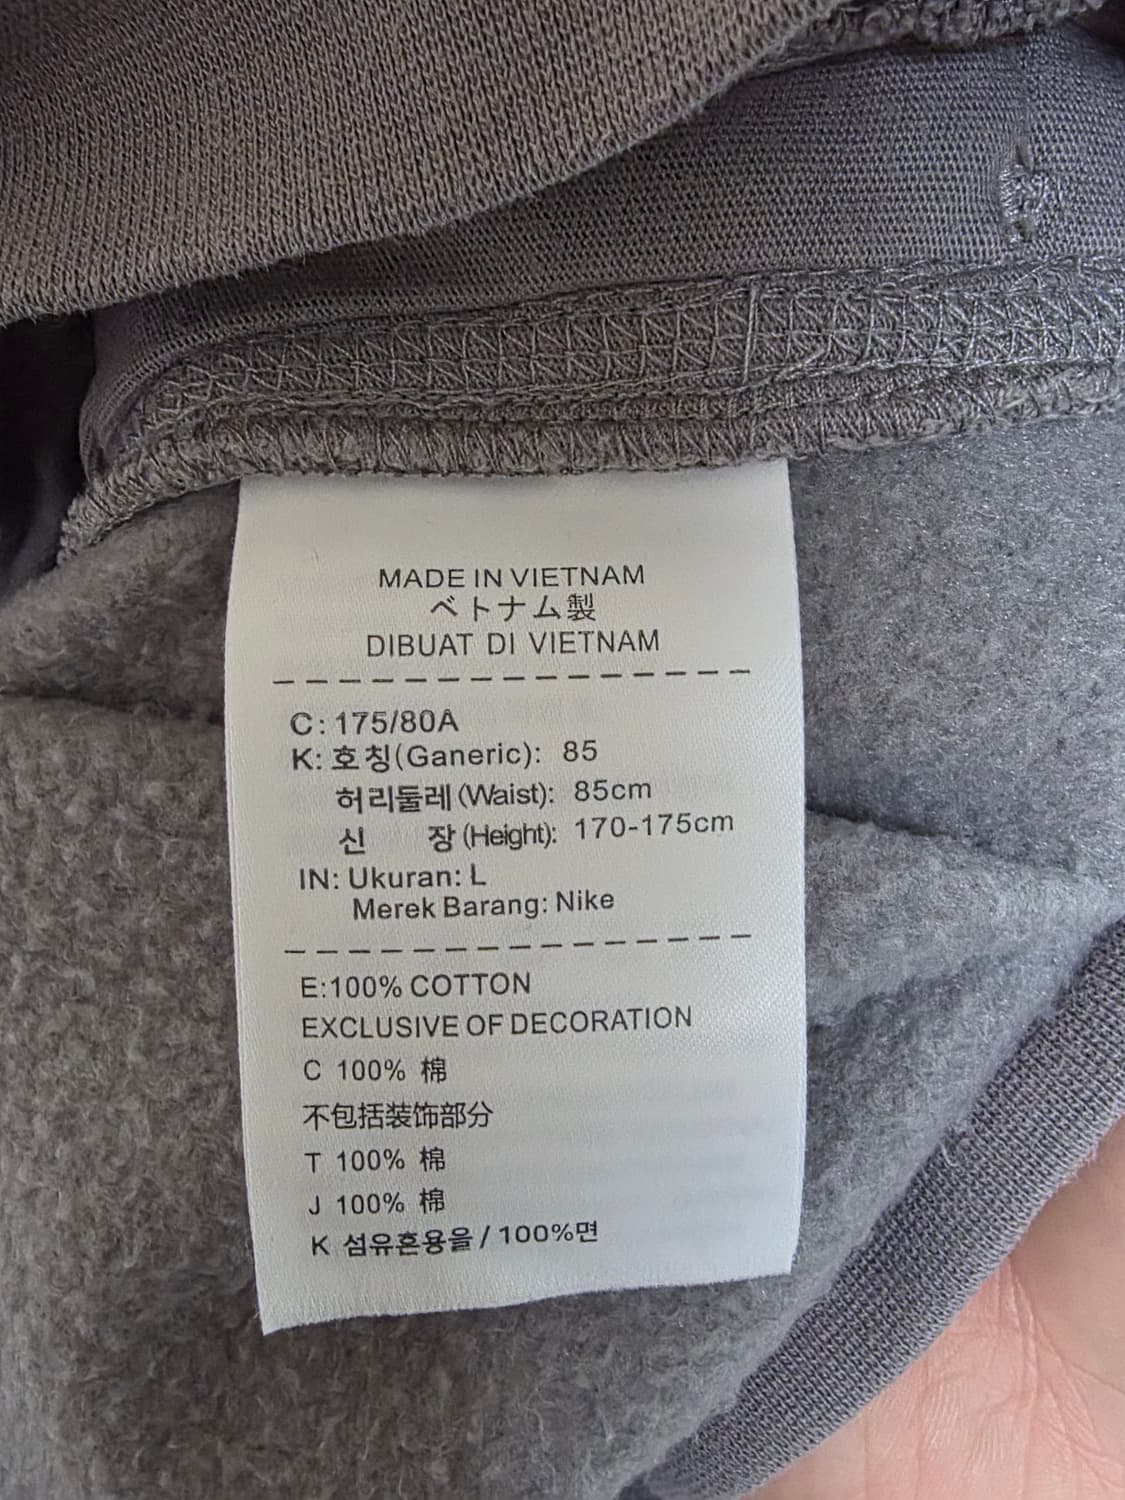 MADE IN VIETNAM
ベトナム製
DIBUAT DI VIETNAM
C: 175/80A
K: 호칭(Ganeric): 85
허리둘레(Waist): 85cm
신 장(Height): 170-175cm
IN: Ukuran: L
Merek Barang: Nike
E:100% COTTON
EXCLUSIVE OF DECORATION
C 100% 棉
不包括装饰部分
T 100% 棉
J 100% 棉
K 섬유혼용율/100%면